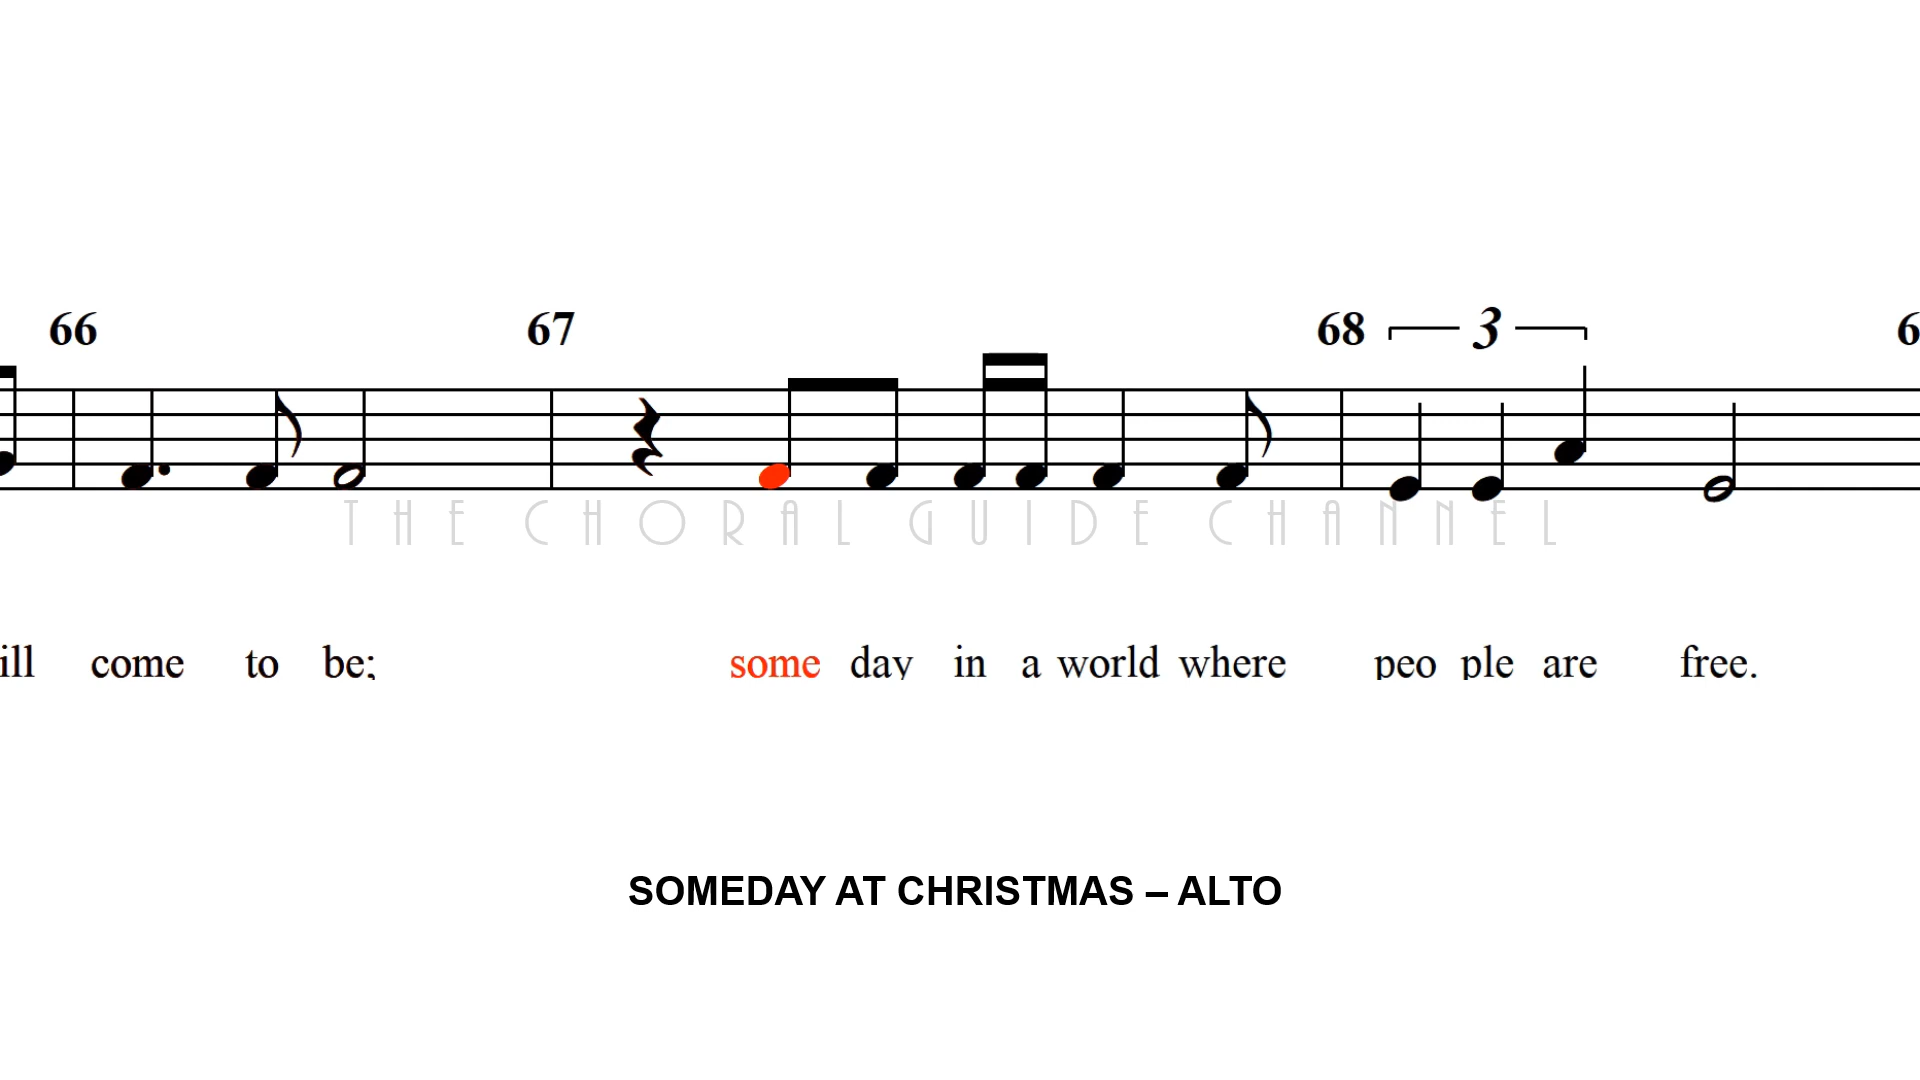 66 67 68 3 6
THE CHORAL GUIDE CHANNEL
ill come to be; some day in a world where peo ple are free.
SOMEDAY AT CHRISTMAS – ALTO